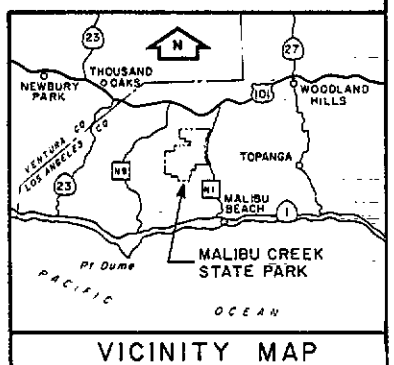 23
N
27
THOUSAND
OAKS
NEWBURY
PARK
101
WOODLAND
HILLS
VENTURA CO
LOS ANGELES CO
TOPANGA
23
N9
N1
MALIBU
BEACH
1
MALIBU CREEK
STATE PARK
Pt Dume
PACIFIC
OCEAN
VICINITY MAP